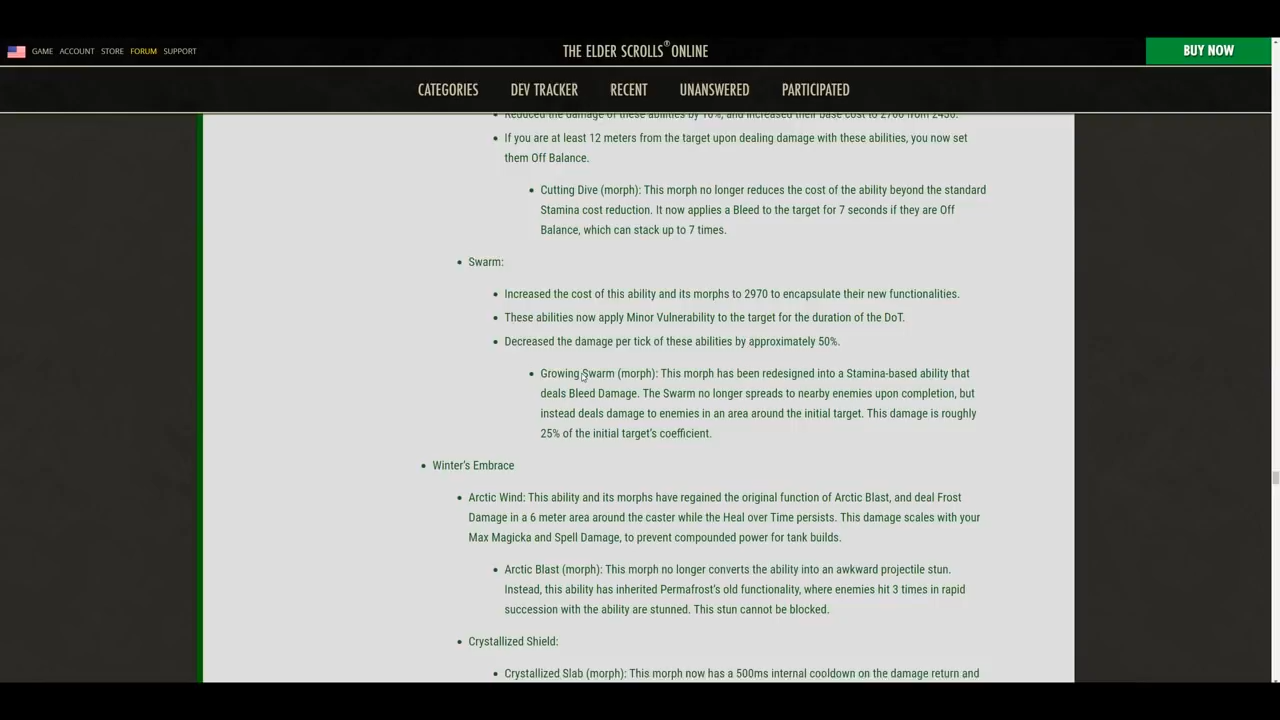 GAME ACCOUNT STORE FORUM SUPPORT
THE ELDER SCROLLS® ONLINE
BUY NOW
CATEGORIES DEV TRACKER RECENT UNANSWERED PARTICIPATED
Reduced the damage of these abilities by 10%, and increased their base cost to 2700 from 2430.
• If you are at least 12 meters from the target upon dealing damage with these abilities, you now set
them Off Balance.
• Cutting Dive (morph): This morph no longer reduces the cost of the ability beyond the standard
Stamina cost reduction. It now applies a Bleed to the target for 7 seconds if they are Off
Balance, which can stack up to 7 times.
• Swarm:
• Increased the cost of this ability and its morphs to 2970 to encapsulate their new functionalities.
• These abilities now apply Minor Vulnerability to the target for the duration of the DoT.
• Decreased the damage per tick of these abilities by approximately 50%.
• Growing Swarm (morph): This morph has been redesigned into a Stamina-based ability that
deals Bleed Damage. The Swarm no longer spreads to nearby enemies upon completion, but
instead deals damage to enemies in an area around the initial target. This damage is roughly
25% of the initial target's coefficient.
• Winter's Embrace
• Arctic Wind: This ability and its morphs have regained the original function of Arctic Blast, and deal Frost
Damage in a 6 meter area around the caster while the Heal over Time persists. This damage scales with your
Max Magicka and Spell Damage, to prevent compounded power for tank builds.
• Arctic Blast (morph): This morph no longer converts the ability into an awkward projectile stun.
Instead, this ability has inherited Permafrost's old functionality, where enemies hit 3 times in rapid
succession with the ability are stunned. This stun cannot be blocked.
• Crystallized Shield:
• Crystallized Slab (morph): This morph now has a 500ms internal cooldown on the damage return and